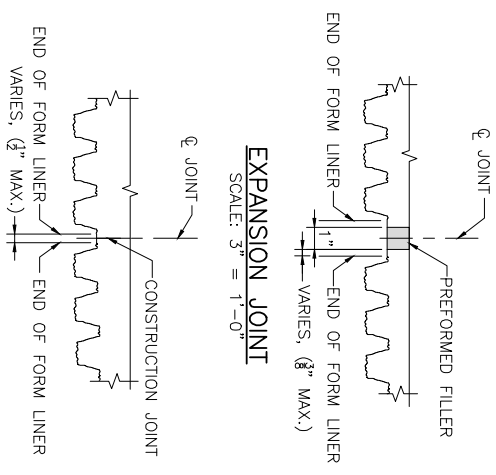 ℄ JOINT
PREFORMED FILLER
END OF FORM LINER
END OF FORM LINER
1"
VARIES, (3/8" MAX.)
EXPANSION JOINT
SCALE: 3" = 1'-0"
℄ JOINT
CONSTRUCTION JOINT
END OF FORM LINER
END OF FORM LINER
VARIES, (1/2" MAX.)